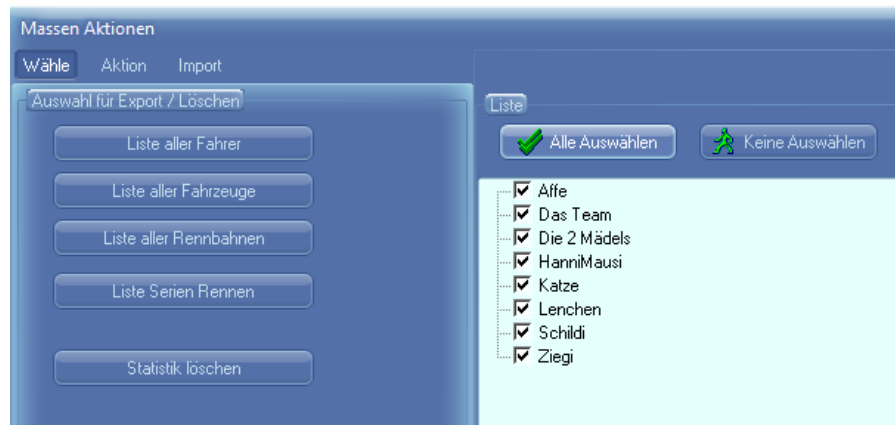 Massen Aktionen
Wähle Aktion Import
Auswahl für Export / Löschen
Liste aller Fahrer
Liste aller Fahrzeuge
Liste aller Rennbahnen
Liste Serien Rennen
Statistik löschen
Liste
Alle Auswählen Keine Auswählen
Affe
Das Team
Die 2 Mädels
HanniMausi
Katze
Lenchen
Schildi
Ziegi